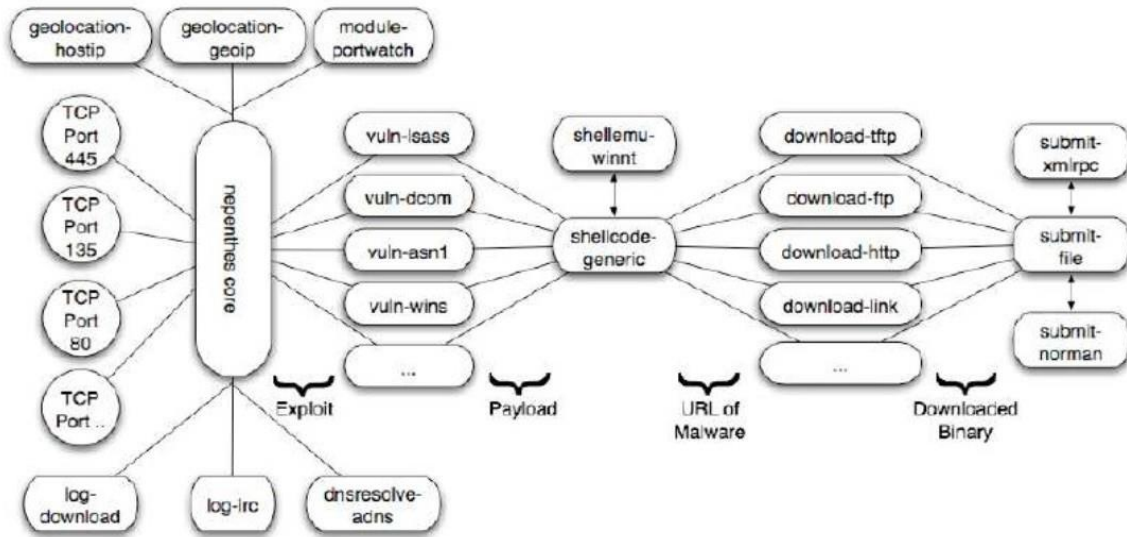 geolocation-
hostip
geolocation-
geoip
module-
portwatch
TCP
Port
445
TCP
Port
135
TCP
Port
80
TCP
Port ..
nepenthes core
vuln-lsass
vuln-dcom
vuln-asn1
vuln-wins
...
shellemu-
winnt
shellcode-
generic
download-tftp
download-ftp
download-http
download-link
...
submit-
xmlrpc
submit-
file
submit-
norman
Exploit
Payload
URL of
Malware
Downloaded
Binary
log-
download
log-irc
dnsresolve-
adns